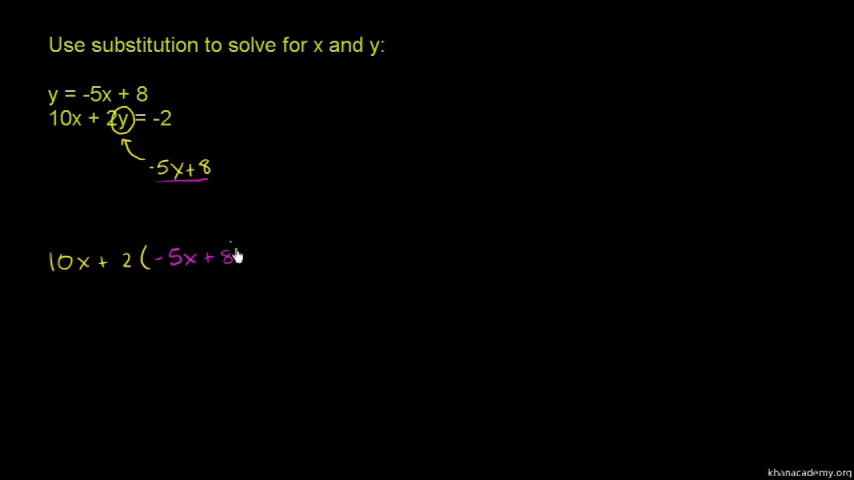 Use substitution to solve for x and y:
y = -5x + 8
10x + 2y = -2
-5x+8
10x + 2(-5x + 8
khanacademy.org